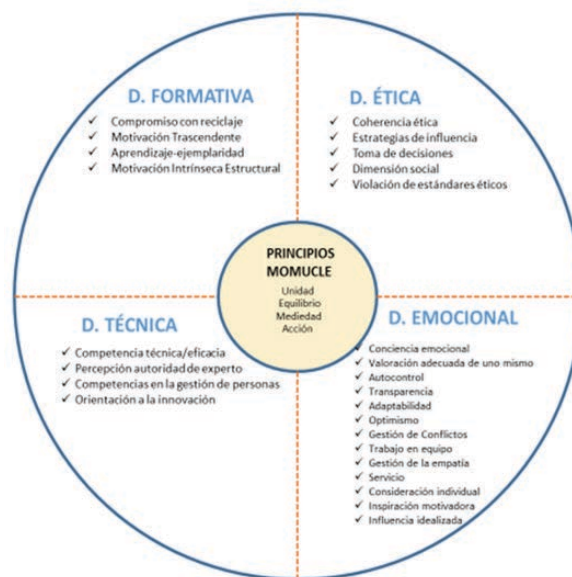 D. FORMATIVA
✓ Compromiso con reciclaje
✓ Motivación Trascendente
✓ Aprendizaje-ejemplaridad
✓ Motivación Intrínseca Estructural
D. ÉTICA
✓ Coherencia ética
✓ Estrategias de influencia
✓ Toma de decisiones
✓ Dimensión social
✓ Violación de estándares éticos
PRINCIPIOS
MOMUCLE
Unidad
Equilibrio
Mediedad
Acción
D. TÉCNICA
✓ Competencia técnica/eficacia
✓ Percepción autoridad de experto
✓ Competencias en la gestión de personas
✓ Orientación a la innovación
D. EMOCIONAL
✓ Conciencia emocional
✓ Valoración adecuada de uno mismo
✓ Autocontrol
✓ Transparencia
✓ Adaptabilidad
✓ Optimismo
✓ Gestión de Conflictos
✓ Trabajo en equipo
✓ Gestión de la empatía
✓ Servicio
✓ Consideración individual
✓ Inspiración motivadora
✓ Influencia idealizada